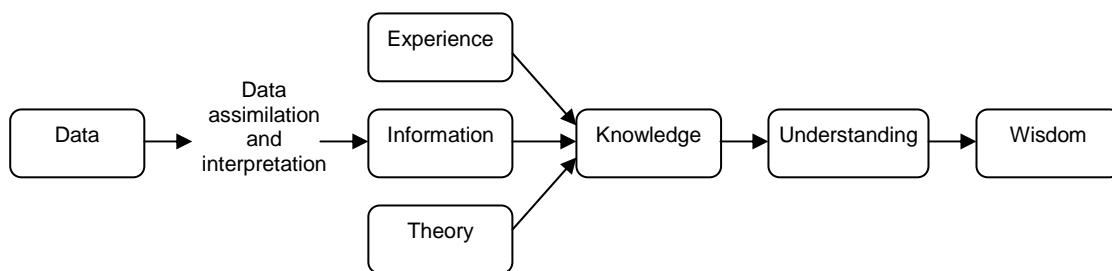 Experience
Data
Data
assimilation
and
interpretation
Information
Knowledge
Understanding
Wisdom
Theory